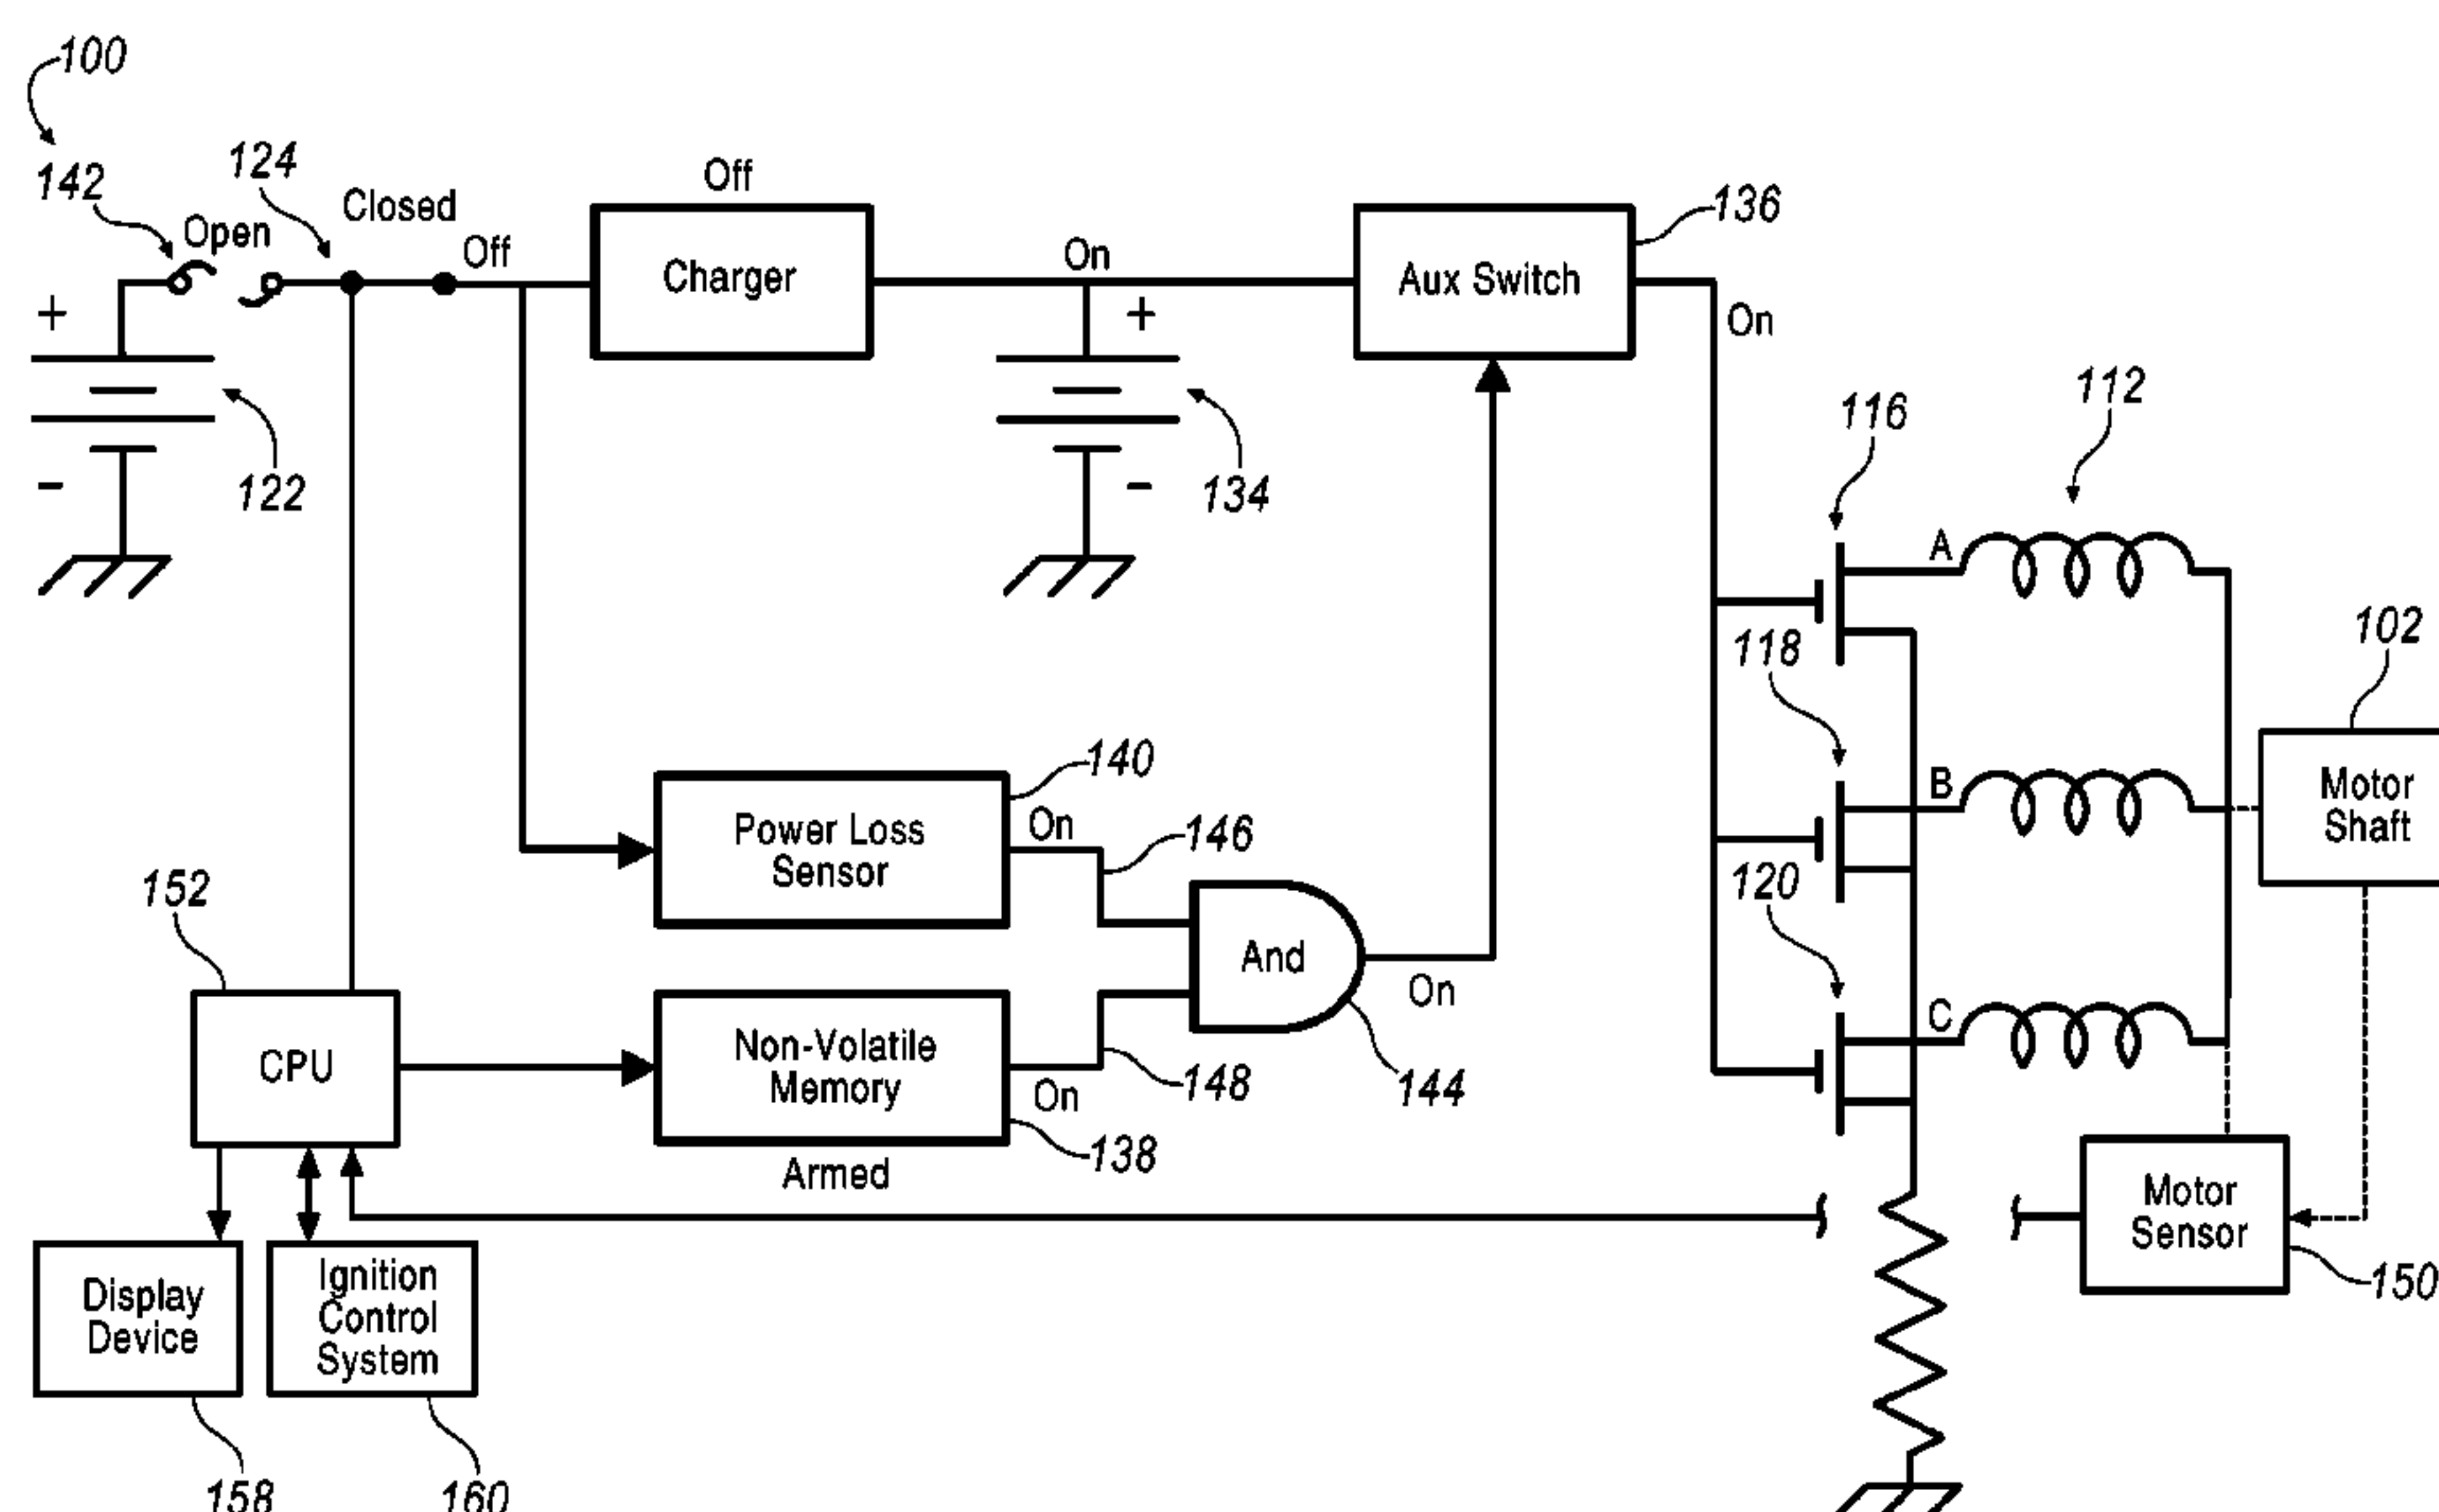 100
142
Open
124
Closed
Off
Off
Charger
On
Aux Switch
136
On
+
-
122
+
-
134
116
112
A
118
B
102
Motor
Shaft
120
C
140
Power Loss
Sensor
On
146
And
On
144
152
CPU
Non-Volatile
Memory
On
148
138
Armed
Motor
Sensor
150
Display
Device
Ignition
Control
System
158
160